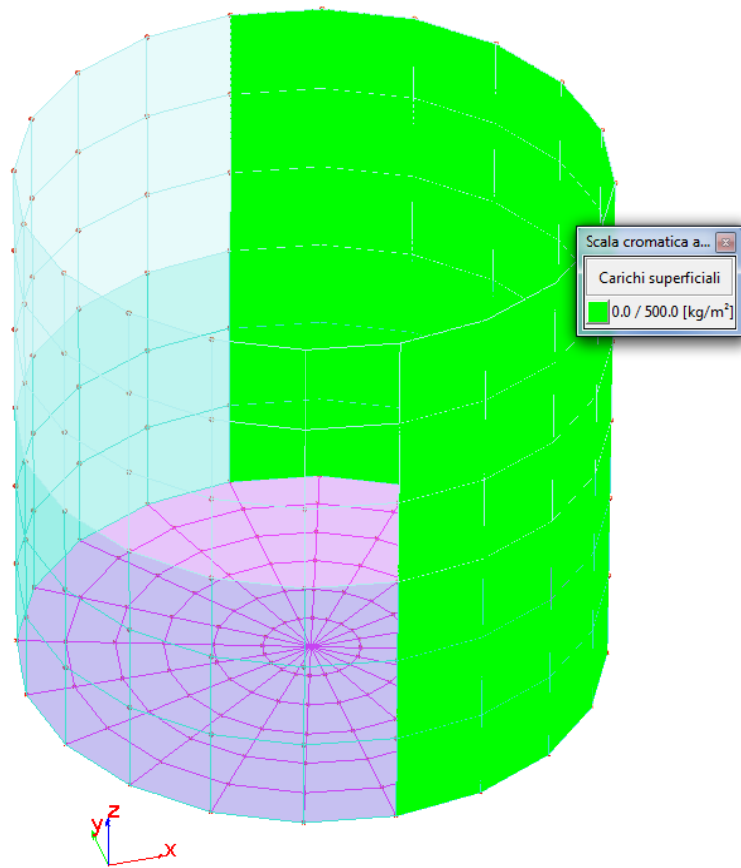 Scala cromatica a...
Carichi superficiali
0.0 / 500.0 [kg/m²]
z
y
x